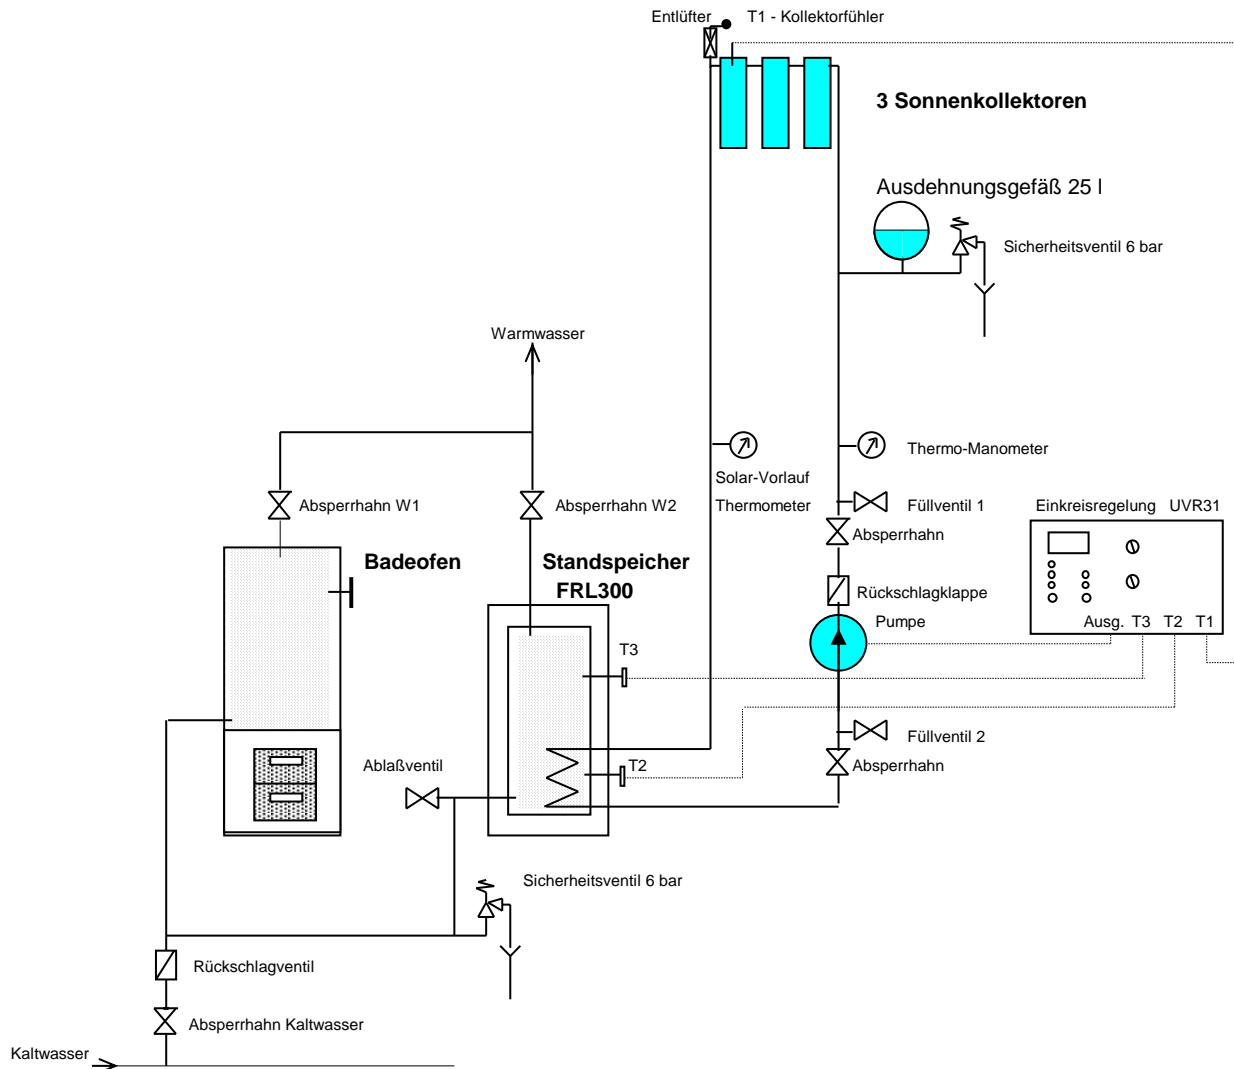 Entlüfter
T1 - Kollektorfühler
3 Sonnenkollektoren
Ausdehnungsgefäß 25 l
Sicherheitsventil 6 bar
Warmwasser
Thermo-Manometer
Solar-Vorlauf
Thermometer
Absperrhahn W1
Absperrhahn W2
Füllventil 1
Einkreisregelung UVR31
Absperrhahn
Badeofen
Standspeicher
FRL300
Rückschlagklappe
Pumpe
Ausg. T3 T2 T1
T3
Füllventil 2
Ablaßventil
T2
Absperrhahn
Sicherheitsventil 6 bar
Rückschlagventil
Absperrhahn Kaltwasser
Kaltwasser